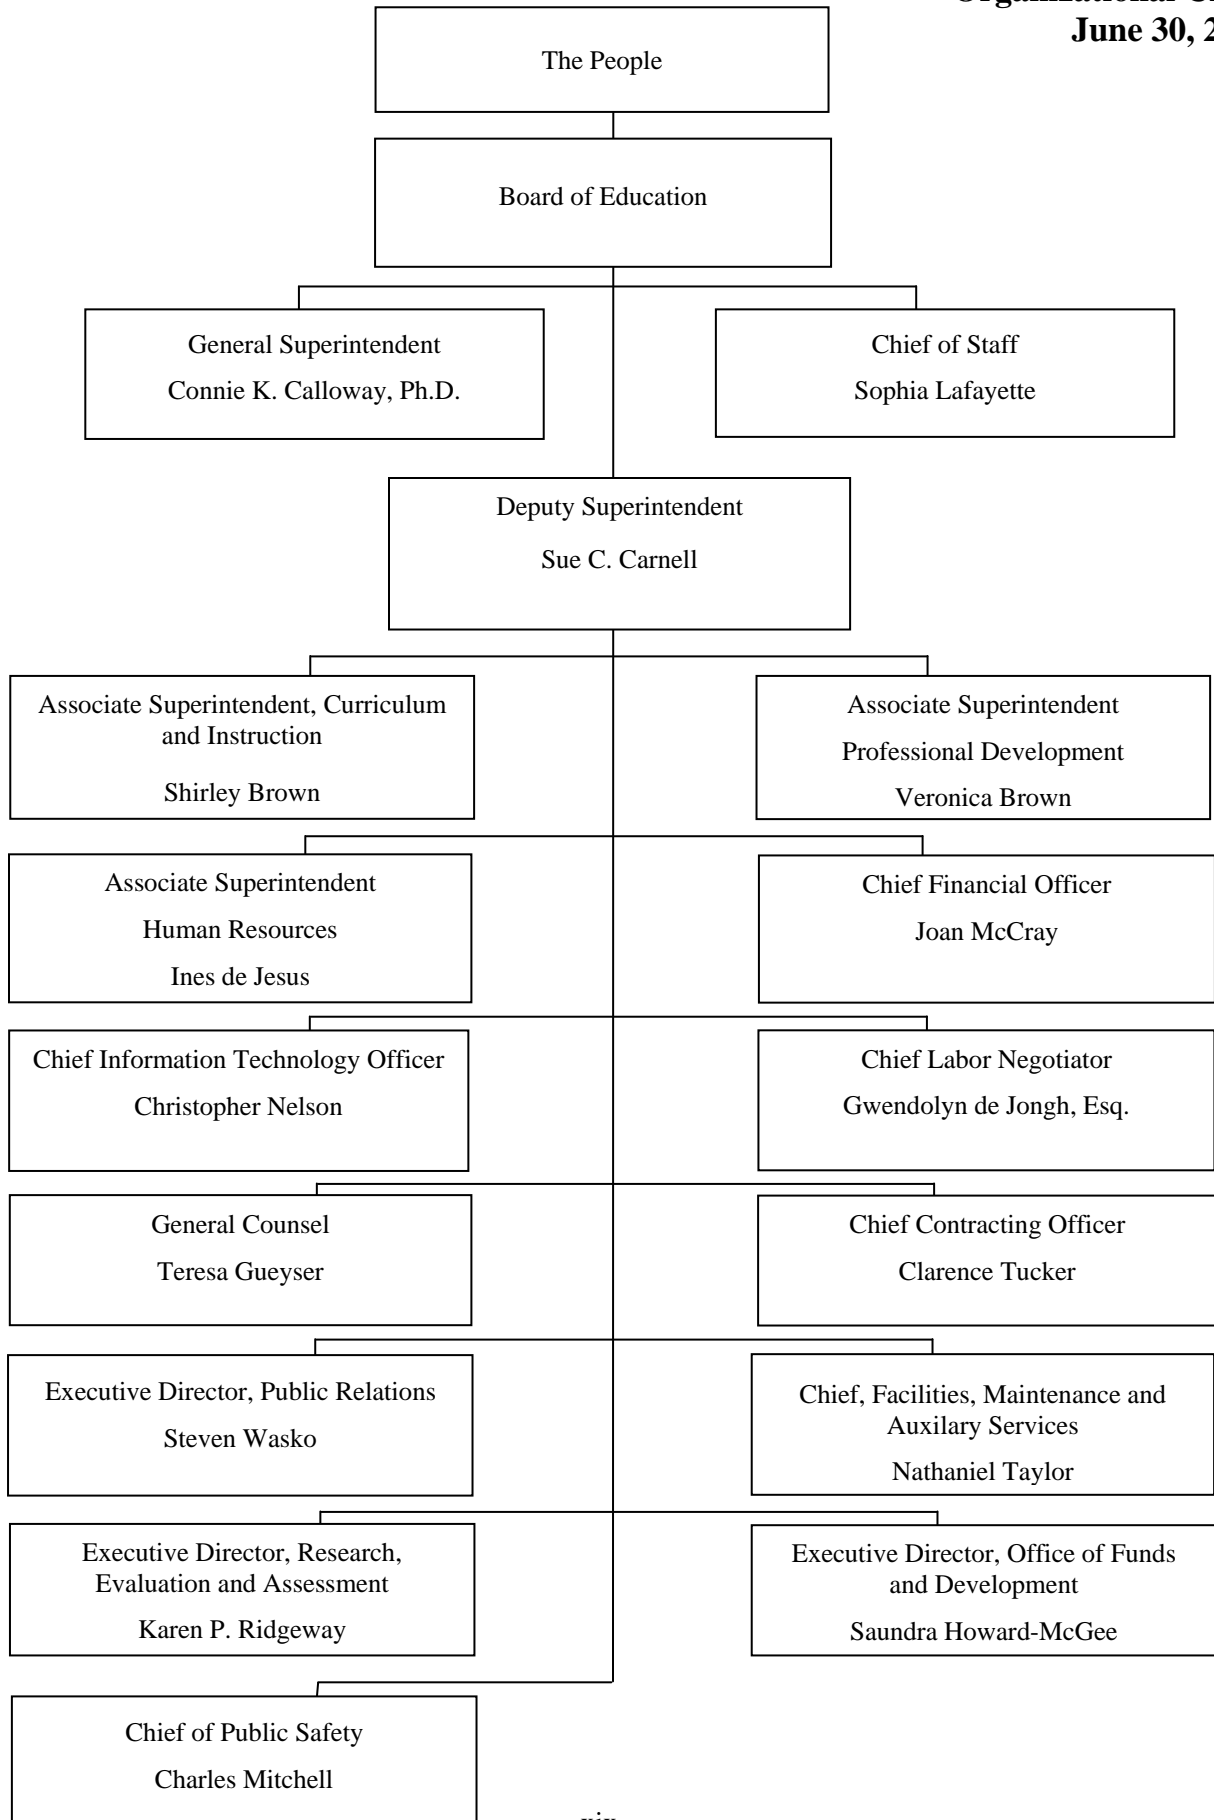 June 30, 2
The People
Board of Education
General Superintendent
Connie K. Calloway, Ph.D.
Chief of Staff
Sophia Lafayette
Deputy Superintendent
Sue C. Carnell
Associate Superintendent, Curriculum
and Instruction
Shirley Brown
Associate Superintendent
Professional Development
Veronica Brown
Associate Superintendent
Human Resources
Ines de Jesus
Chief Financial Officer
Joan McCray
Chief Information Technology Officer
Christopher Nelson
Chief Labor Negotiator
Gwendolyn de Jongh, Esq.
General Counsel
Teresa Gueyser
Chief Contracting Officer
Clarence Tucker
Executive Director, Public Relations
Steven Wasko
Chief, Facilities, Maintenance and
Auxilary Services
Nathaniel Taylor
Executive Director, Research,
Evaluation and Assessment
Karen P. Ridgeway
Executive Director, Office of Funds
and Development
Saundra Howard-McGee
Chief of Public Safety
Charles Mitchell